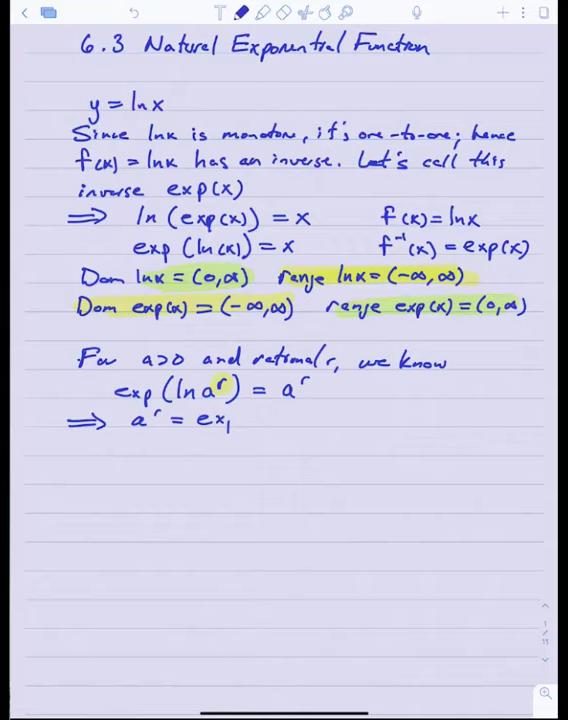 6.3 Natural Exponential Function
y = ln x
Since ln x is monoton, it's one-to-one; hence
f(x) = ln x has an inverse. Let's call this
inverse exp(x)
⟹ ln (exp(x)) = x f(x) = ln x
exp (ln(x)) = x f⁻¹(x) = exp(x)
Dom ln x = (0,∞) range ln x = (-∞,∞)
Dom exp(x) = (-∞,∞) range exp(x) = (0,∞)
For a>0 and rational r, we know
exp (ln aʳ) = aʳ
⟹ aʳ = ex